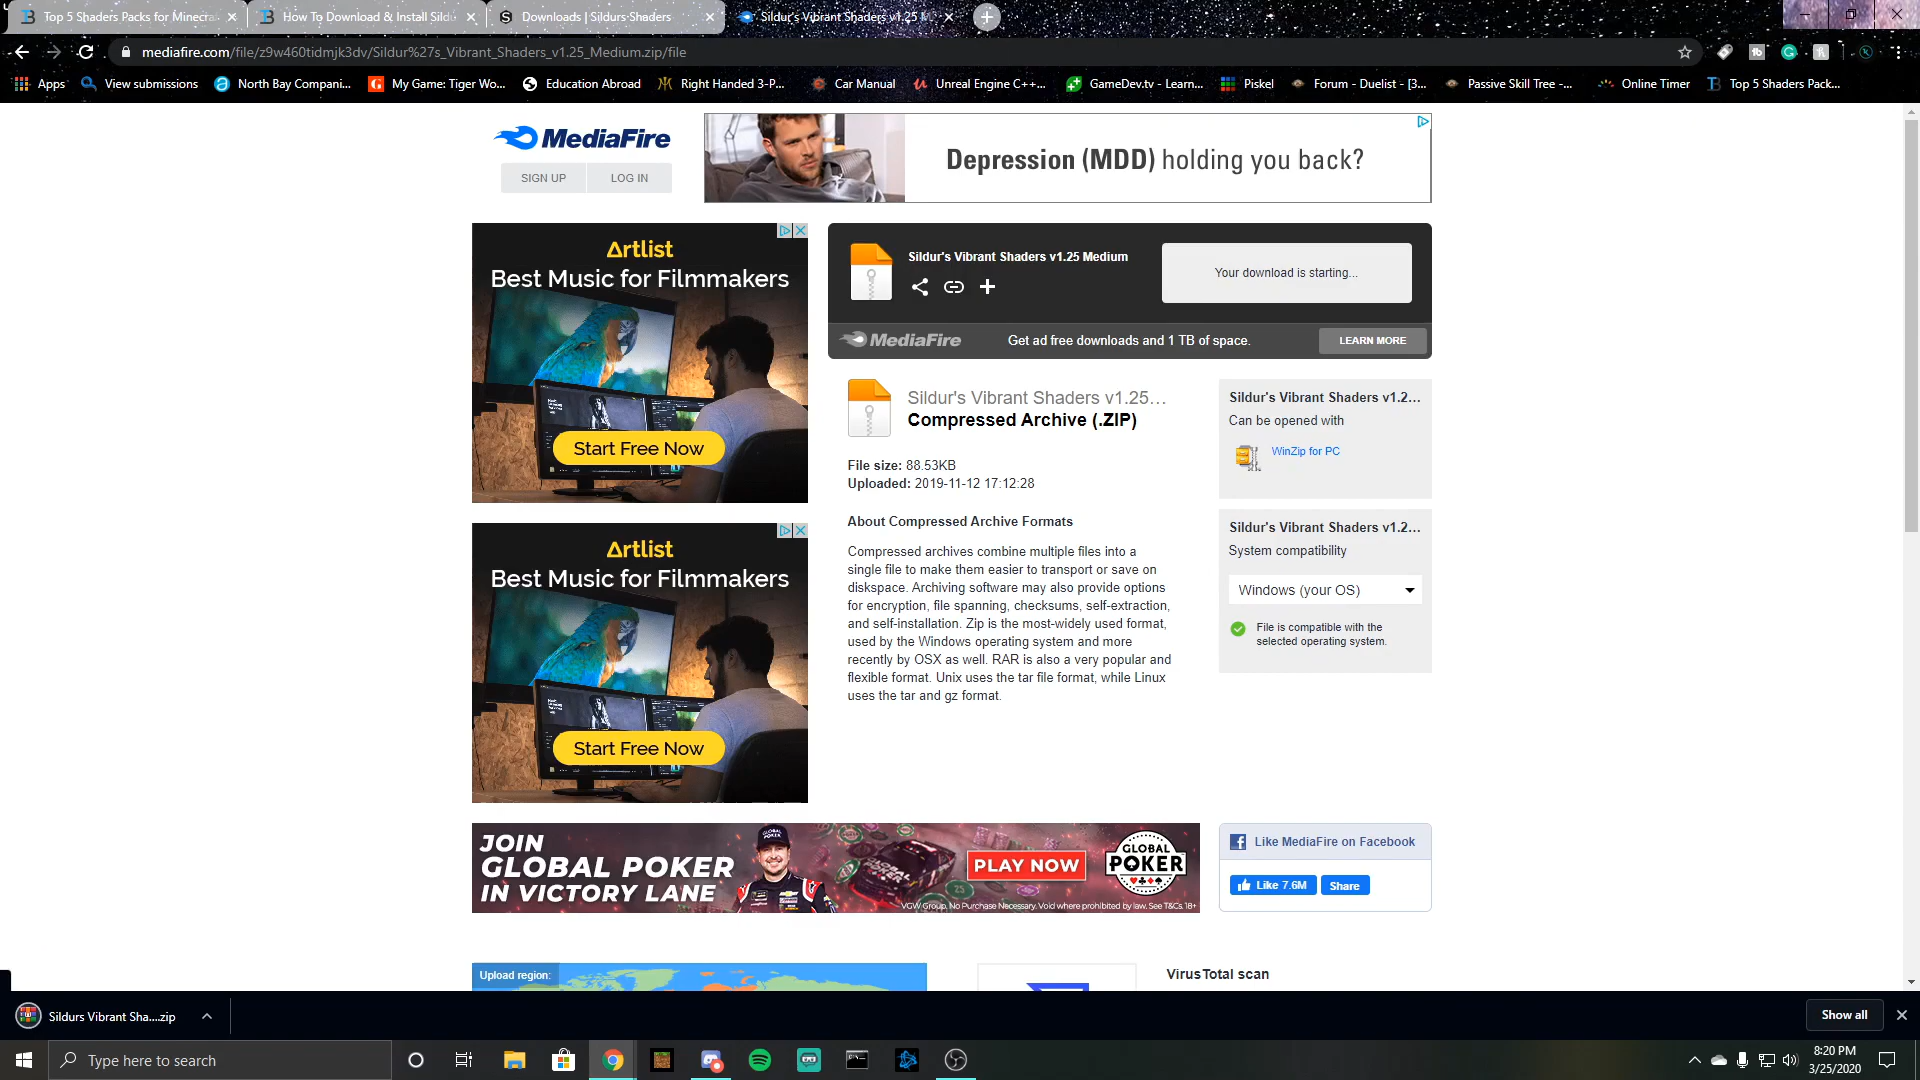 Top 5 Shaders Packs for Minecra
How To Download & Install Sildu
Downloads | Sildurs Shaders
Sildur's Vibrant Shaders v1.25 M
mediafire.com/file/z9w460tidmjk3dv/Sildur%27s_Vibrant_Shaders_v1.25_Medium.zip/file
Apps
View submissions
North Bay Compani...
My Game: Tiger Wo...
Education Abroad
Right Handed 3-P...
Car Manual
Unreal Engine C++...
GameDev.tv - Learn...
Piskel
Forum - Duelist - [3...
Passive Skill Tree -...
Online Timer
Top 5 Shaders Pack...
MediaFire
SIGN UP
LOG IN
Depression (MDD) holding you back?
Artlist
Best Music for Filmmakers
Start Free Now
Sildur's Vibrant Shaders v1.25 Medium
Your download is starting...
MediaFire
Get ad free downloads and 1 TB of space.
LEARN MORE
Sildur's Vibrant Shaders v1.25...
Compressed Archive (.ZIP)
File size: 88.53KB
Uploaded: 2019-11-12 17:12:28
About Compressed Archive Formats
Compressed archives combine multiple files into a
single file to make them easier to transport or save on
diskspace. Archiving software may also provide options
for encryption, file spanning, checksums, self-extraction,
and self-installation. Zip is the most-widely used format,
used by the Windows operating system and more
recently by OSX as well. RAR is also a very popular and
flexible format. Unix uses the tar file format, while Linux
uses the tar and gz format.
Sildur's Vibrant Shaders v1.2...
Can be opened with
WinZip for PC
Sildur's Vibrant Shaders v1.2...
System compatibility
Windows (your OS)
File is compatible with the
selected operating system.
Artlist
Best Music for Filmmakers
Start Free Now
JOIN
GLOBAL POKER
IN VICTORY LANE
PLAY NOW
GLOBAL
POKER
VGW Group. No Purchase Necessary. Void where prohibited by law. See T&Cs. 18+
Like MediaFire on Facebook
Like 7.6M
Share
Upload region:
VirusTotal scan
Sildurs Vibrant Sha....zip
Show all
Type here to search
8:20 PM
3/25/2020